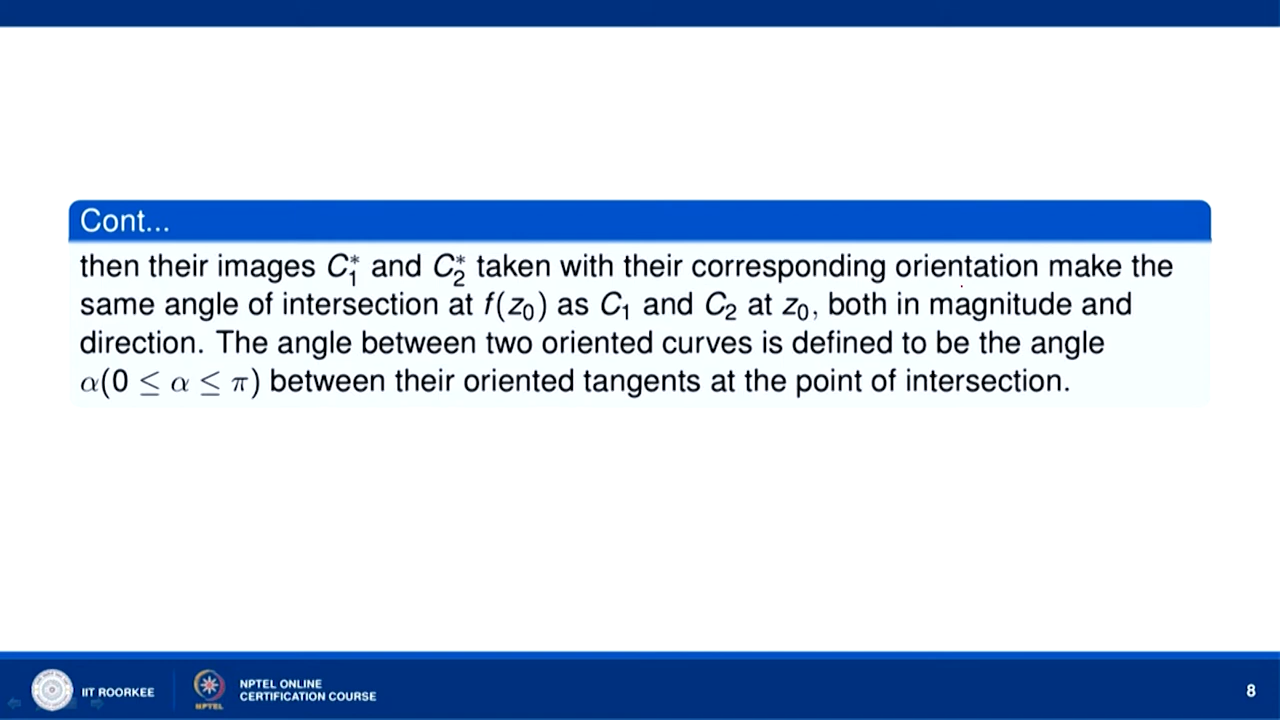 Cont...
then their images C₁* and C₂* taken with their corresponding orientation make the
same angle of intersection at f(z₀) as C₁ and C₂ at z₀, both in magnitude and
direction. The angle between two oriented curves is defined to be the angle
α(0 ≤ α ≤ π) between their oriented tangents at the point of intersection.
IIT ROORKEE
NPTEL
NPTEL ONLINE
CERTIFICATION COURSE
8